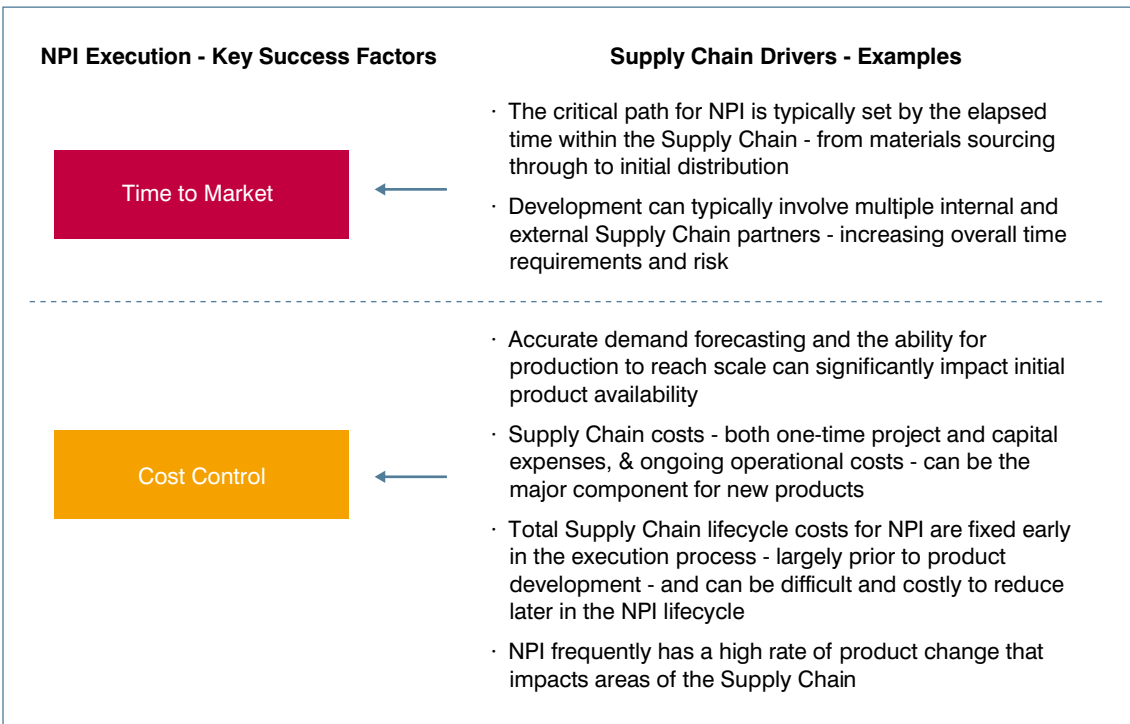 NPI Execution - Key Success Factors
Supply Chain Drivers - Examples
Time to Market
· The critical path for NPI is typically set by the elapsed
time within the Supply Chain - from materials sourcing
through to initial distribution
· Development can typically involve multiple internal and
external Supply Chain partners - increasing overall time
requirements and risk
Cost Control
· Accurate demand forecasting and the ability for
production to reach scale can significantly impact initial
product availability
· Supply Chain costs - both one-time project and capital
expenses, & ongoing operational costs - can be the
major component for new products
· Total Supply Chain lifecycle costs for NPI are fixed early
in the execution process - largely prior to product
development - and can be difficult and costly to reduce
later in the NPI lifecycle
· NPI frequently has a high rate of product change that
impacts areas of the Supply Chain